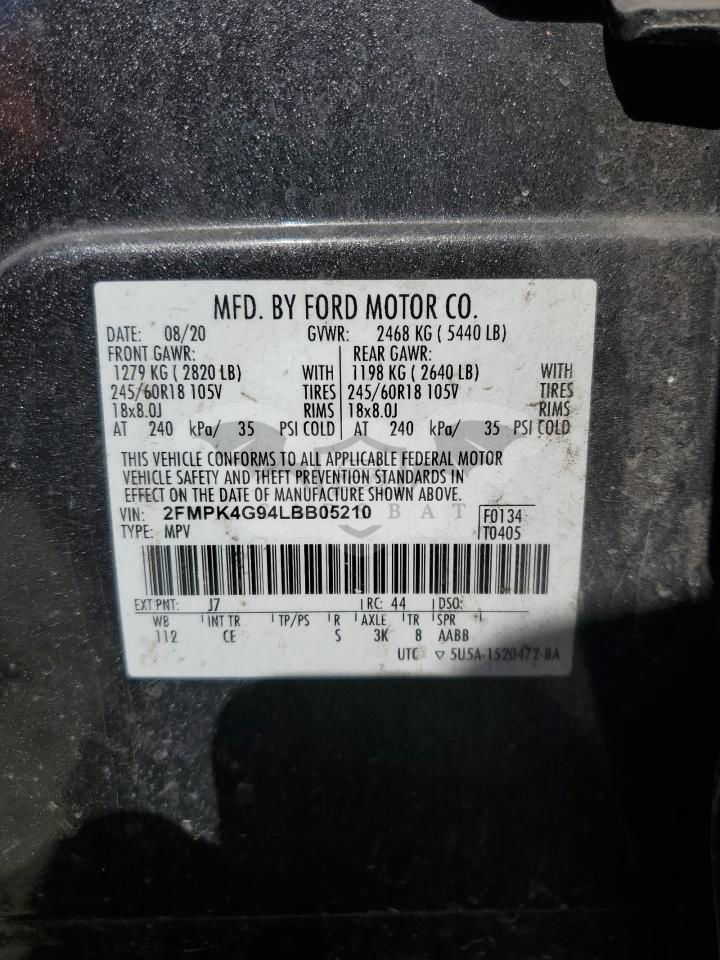 MFD. BY FORD MOTOR CO.
DATE: 08/20 GVWR: 2468 KG ( 5440 LB)
FRONT GAWR: REAR GAWR:
1279 KG ( 2820 LB) WITH 1198 KG ( 2640 LB) WITH
245/60R18 105V TIRES 245/60R18 105V TIRES
18x8.0J RIMS 18x8.0J RIMS
AT 240 kPa/ 35 PSI COLD AT 240 kPa/ 35 PSI COLD
THIS VEHICLE CONFORMS TO ALL APPLICABLE FEDERAL MOTOR
VEHICLE SAFETY AND THEFT PREVENTION STANDARDS IN
EFFECT ON THE DATE OF MANUFACTURE SHOWN ABOVE.
VIN: 2FMPK4G94LBB05210 F0134
TYPE: MPV T0405
BAT
EXT PNT: J7 RC: 44 DSO:
WB INT TR TP/PS R AXLE TR SPR
112 CE S 3K 8 AABB
UTC ▽ 5U5A-1520472-BA